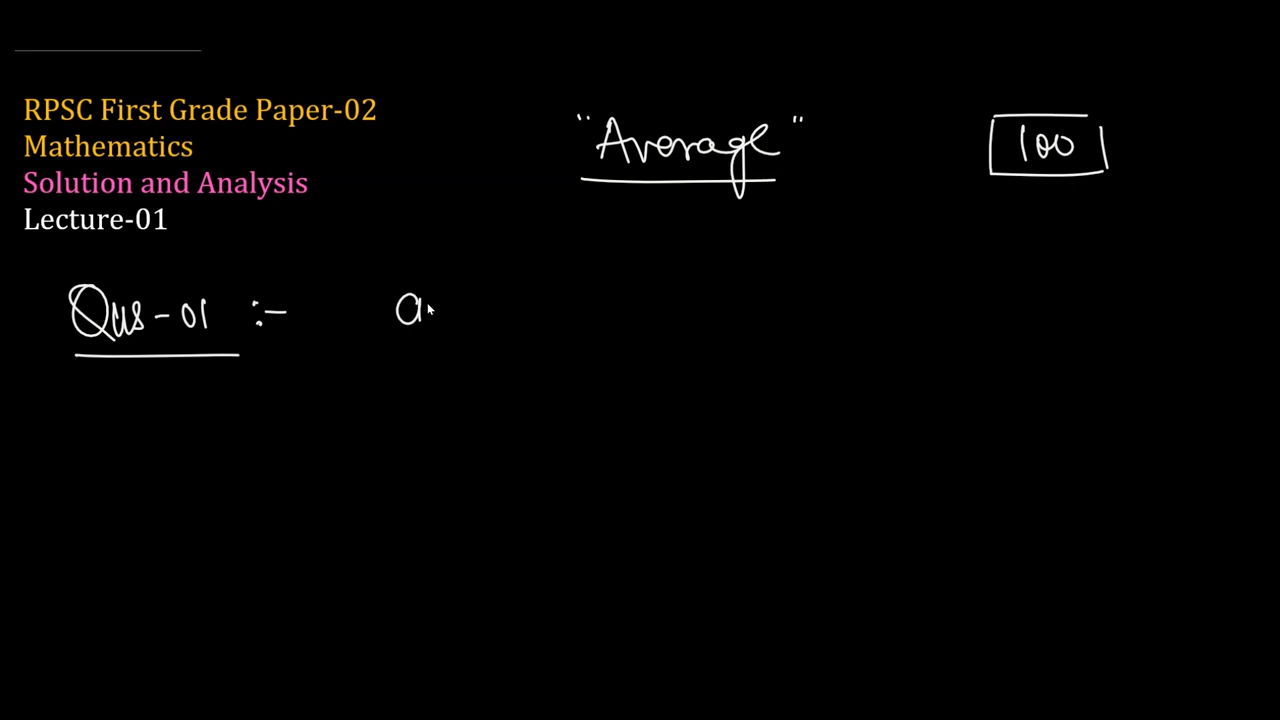 RPSC First Grade Paper-02
Mathematics
Solution and Analysis
Lecture-01
"Average"
100
Qus-01 :- a